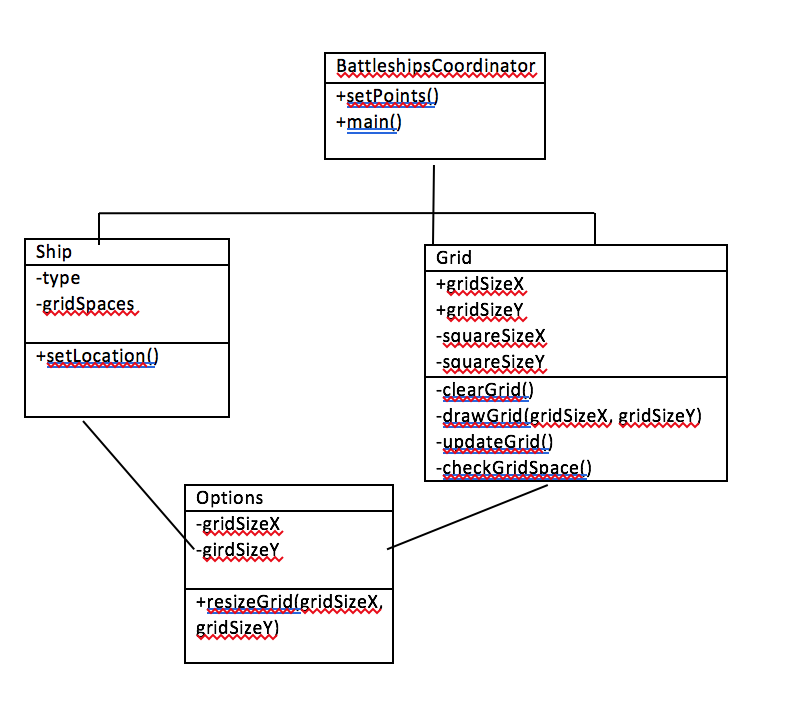 BattleshipsCoordinator
+setPoints()
+main()
Ship
-type
-gridSpaces
+setLocation()
Grid
+gridSizeX
+gridSizeY
-squareSizeX
-squareSizeY
-clearGrid()
-drawGrid(gridSizeX, gridSizeY)
-updateGrid()
-checkGridSpace()
Options
-gridSizeX
-girdSizeY
+resizeGrid(gridSizeX,
gridSizeY)